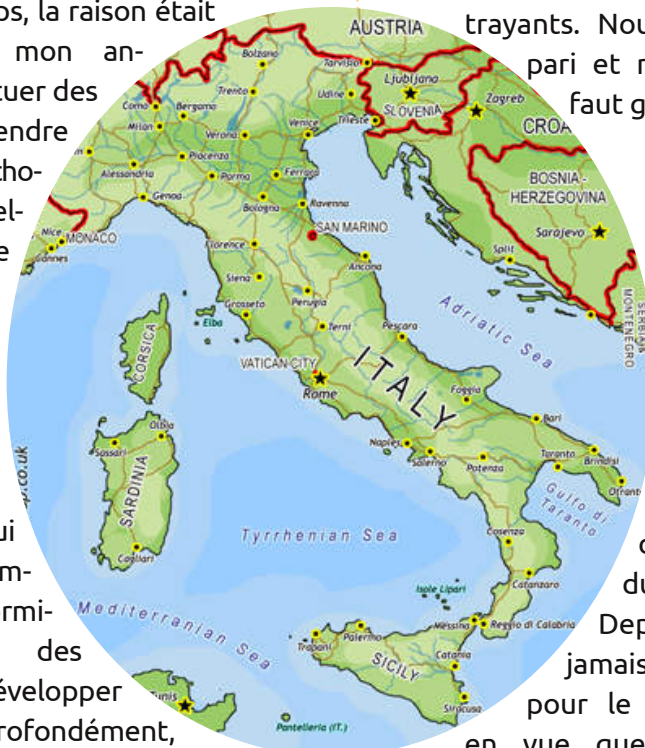 os, la raison était
mon an-
tuer des
endre
tho-
el-
e
ui
m-
ormi-
des
évelopper
rofondément,
trayants. Nou
pari et n
faut g
du
Dep
jamais
pour le
en vue que
AUSTRIA
Bolzano
Tarvisio
Trento
Udine
Ljubljana
SLOVENIA
Zagreb
CROA
Como
Bergamo
Milan
Verona
Venice
Trieste
Piacenza
Alessandria
Parma
Ferrara
BOSNIA -
HERZEGOVINA
Genoa
Bologna
Ravenna
Nice
MONACO
Cannes
SAN MARINO
Sarajevo
Florence
Ancona
Split
Siena
Perugia
Grosseto
Elba
Terni
Adriatic Sea
Pescara
MONTENEGRO
SERBIA
CORSICA
VATICAN CITY
Rome
ITALY
Foggia
Bari
Olbia
Sassari
Naples
Salerno
Potenza
Taranto
Brindisi
Otranto
SARDINIA
p.co.uk
Gulfo di
Taranto
Tyrrhenian Sea
Cosenza
Cagliari
Catanzaro
Isole Lipari
Mediterranean Sea
Messina
Reggio di Calabria
Trapani
Palermo
SICILY
Catania
Siracusa
Tunis
Pantelleria (IT.)